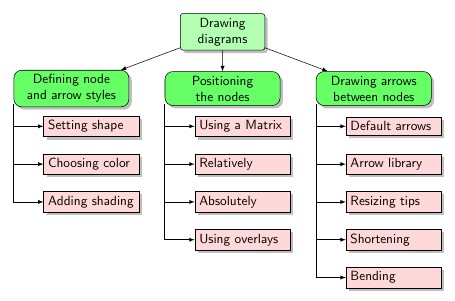 Drawing
diagrams
Defining node
and arrow styles
Setting shape
Choosing color
Adding shading
Positioning
the nodes
Using a Matrix
Relatively
Absolutely
Using overlays
Drawing arrows
between nodes
Default arrows
Arrow library
Resizing tips
Shortening
Bending